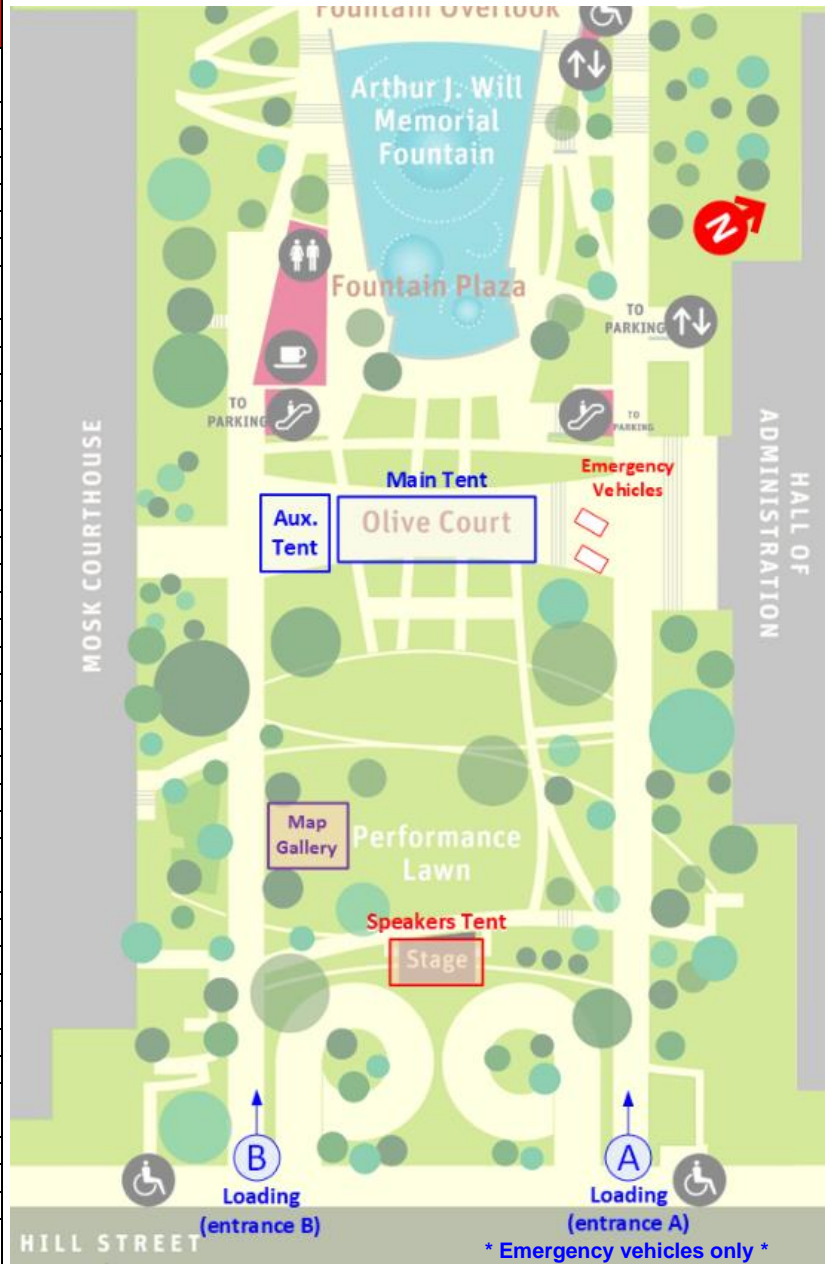 Fountain Overlook
Arthur J. Will
Memorial
Fountain
N
Fountain Plaza
TO
PARKING
TO
PARKING
TO
PARKING
MOSK COURTHOUSE
HALL OF
ADMINISTRATION
Main Tent
Emergency
Vehicles
Aux.
Tent
Olive Court
Map
Gallery
Performance
Lawn
Speakers Tent
Stage
B
A
Loading
(entrance B)
Loading
(entrance A)
HILL STREET
* Emergency vehicles only *